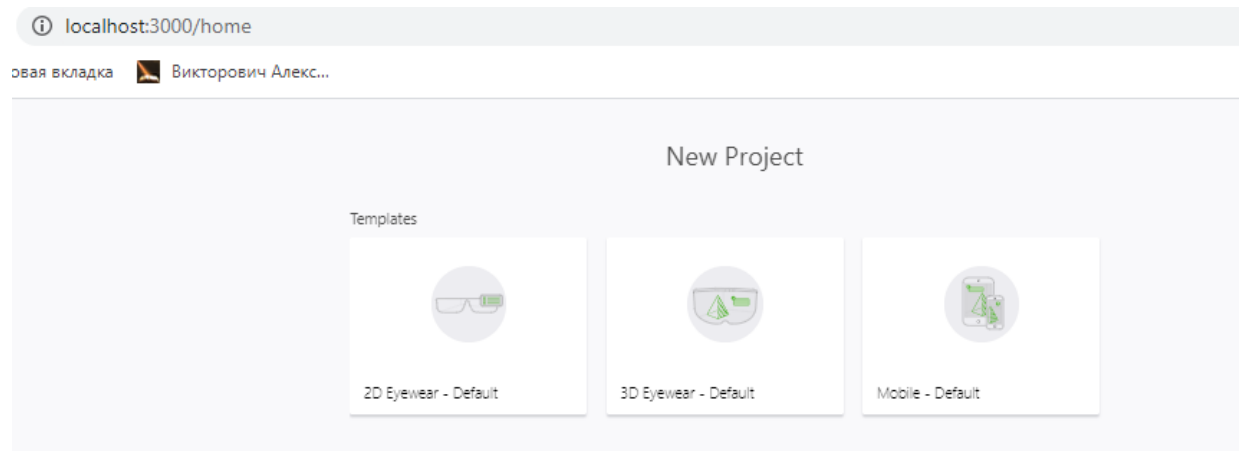 localhost:3000/home
овая вкладка Викторович Алекс...
New Project
Templates
2D Eyewear - Default 3D Eyewear - Default Mobile - Default